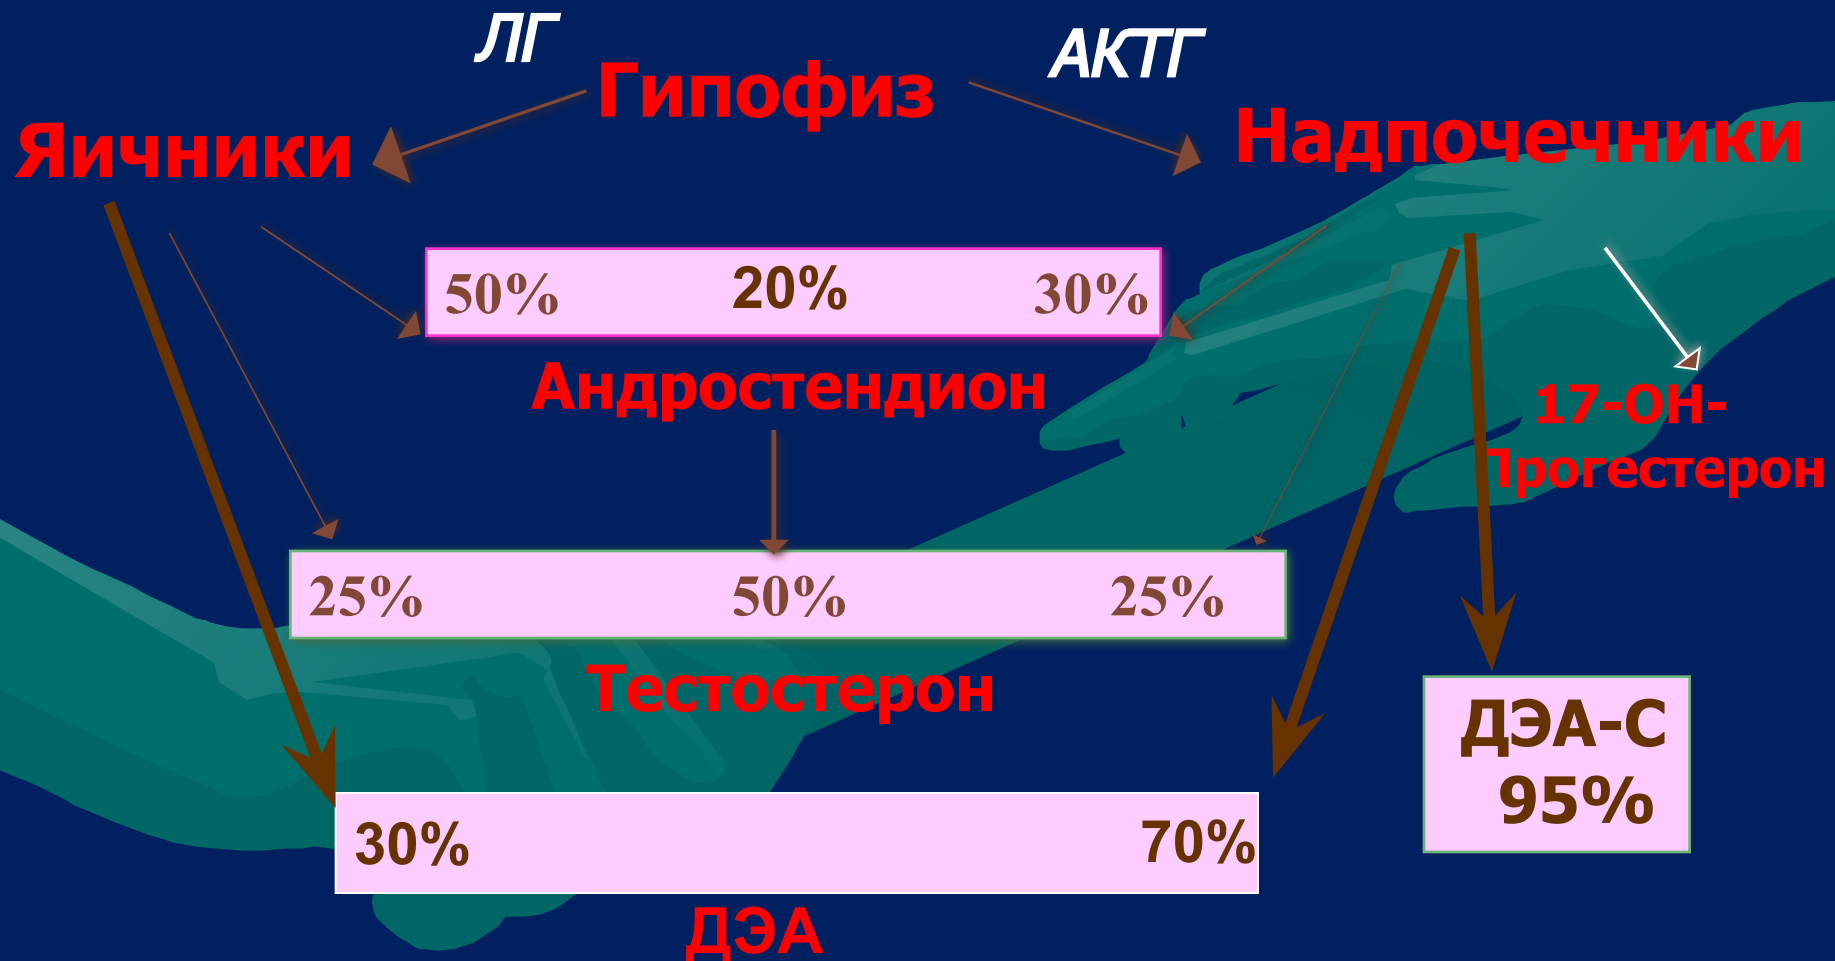 ЛГ
АКТГ
Гипофиз
Яичники
Надпочечники
50% 20% 30%
Андростендион
17-ОН-
Прогестерон
25% 50% 25%
Тестостерон
ДЭА-С
95%
30% 70%
ДЭА